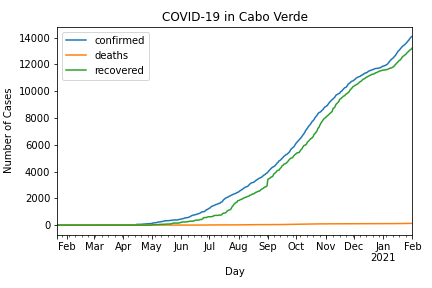 COVID-19 in Cabo Verde
confirmed
deaths
recovered
14000
12000
10000
8000
6000
4000
2000
0
Number of Cases
Feb Mar Apr May Jun Jul Aug Sep Oct Nov Dec Jan Feb
2021
Day